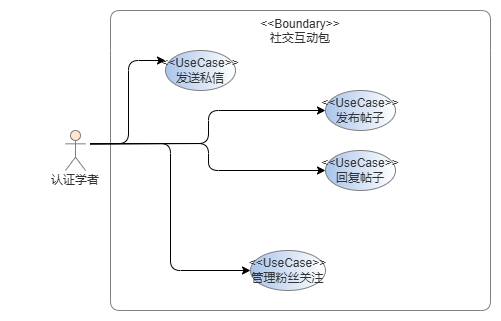 <<Boundary>>
社交互动包
<<UseCase>>
发送私信
<<UseCase>>
发布帖子
认证学者
<<UseCase>>
回复帖子
<<UseCase>>
管理粉丝关注